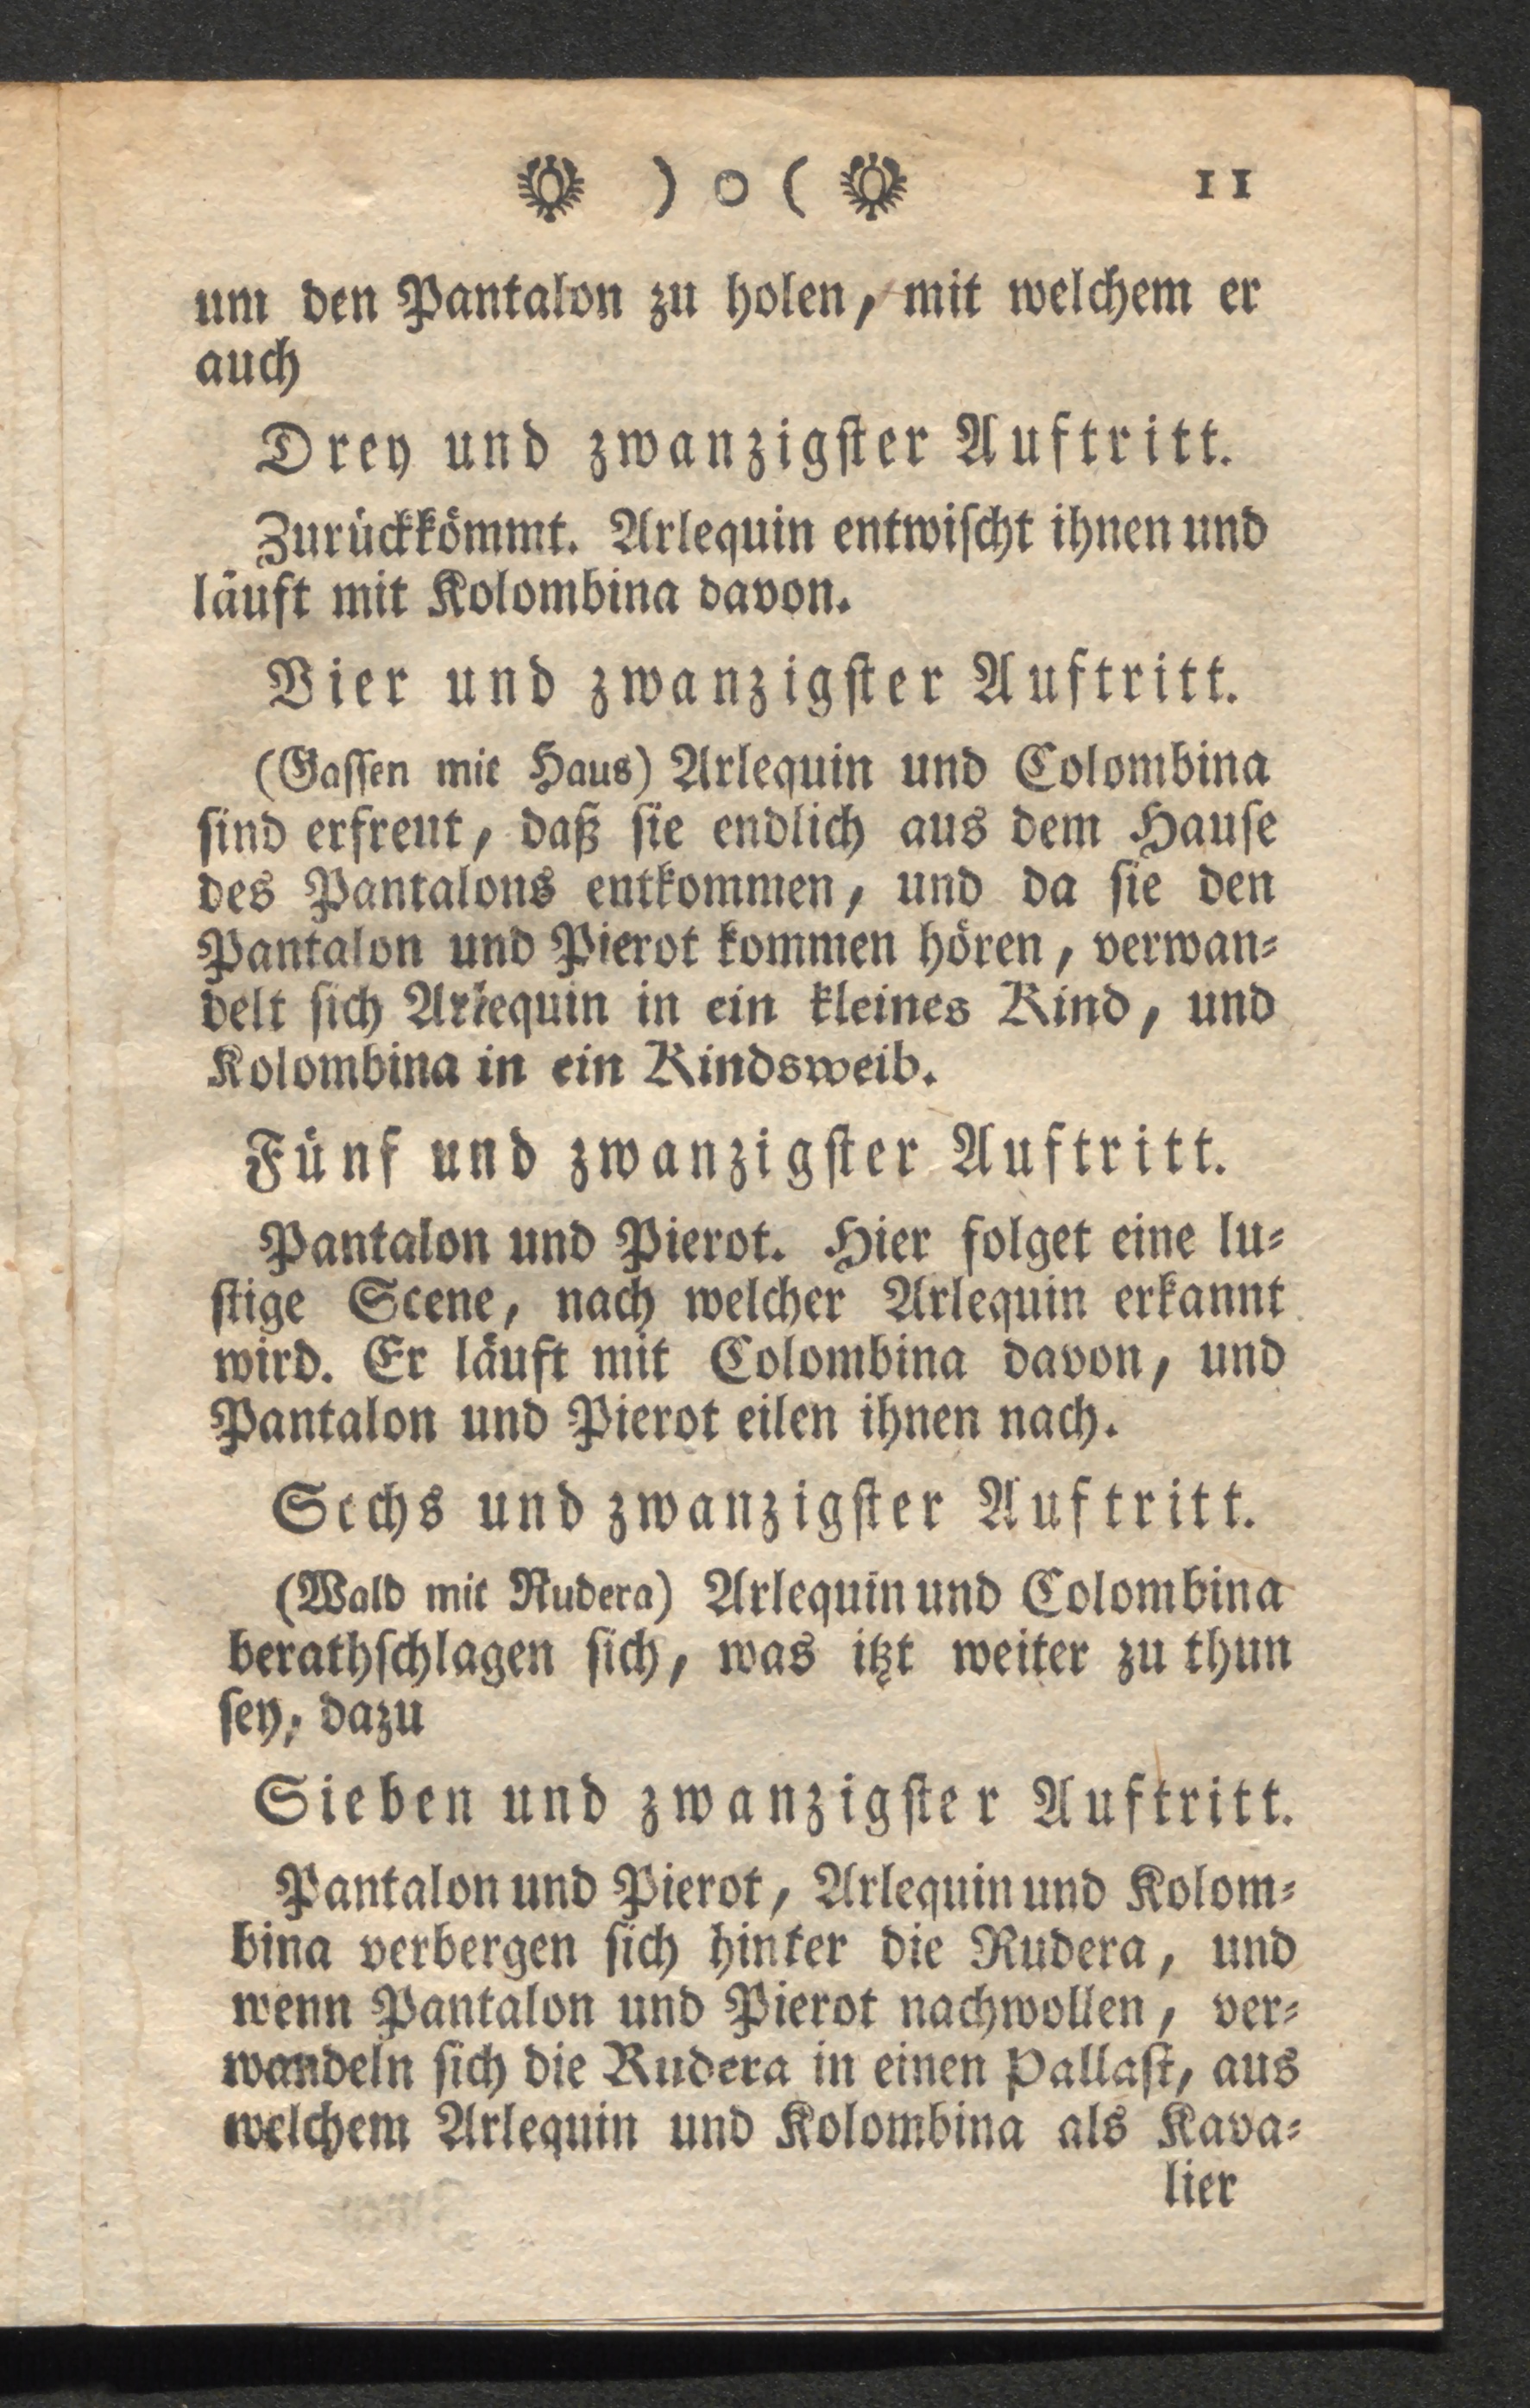 ) o ( 11
um den Pantalon zu holen, mit welchem er
auch
Drey und zwanzigster Auftritt.
Zurückkömmt. Arlequin entwischt ihnen und
läuft mit Kolombina davon.
Vier und zwanzigster Auftritt.
(Gassen mit Haus) Arlequin und Colombina
sind erfreut, daß sie endlich aus dem Hause
des Pantalons entkommen, und da sie den
Pantalon und Pierot kommen hören, verwan-
delt sich Arlequin in ein kleines Kind, und
Kolombina in ein Kindsweib.
Fünf und zwanzigster Auftritt.
Pantalon und Pierot. Hier folget eine lu-
stige Scene, nach welcher Arlequin erkannt
wird. Er läuft mit Colombina davon, und
Pantalon und Pierot eilen ihnen nach.
Sechs und zwanzigster Auftritt.
(Wald mit Rudera) Arlequin und Colombina
berathschlagen sich, was itzt weiter zu thun
sey, dazu
Sieben und zwanzigster Auftritt.
Pantalon und Pierot, Arlequin und Kolom-
bina verbergen sich hinter die Rudera, und
wenn Pantalon und Pierot nachwollen, ver-
wandeln sich die Rudera in einen Pallast, aus
welchem Arlequin und Kolombina als Kava-
lier